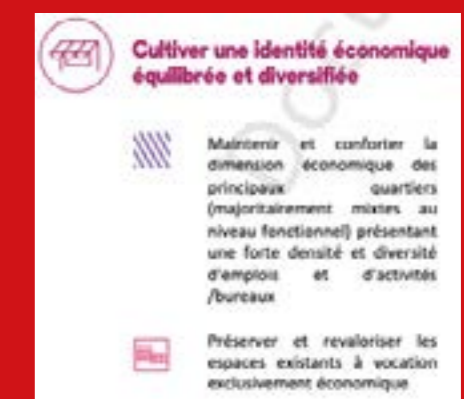 Cultiver une identité économique
équilibrée et diversifiée
Maintenir et conforter la
dimension économique des
principaux quartiers
(majoritairement mixtes au
niveau fonctionnel) présentant
une forte densité et diversité
d'emplois et d'activités
/bureaux
Préserver et revaloriser les
espaces existants à vocation
exclusivement économique